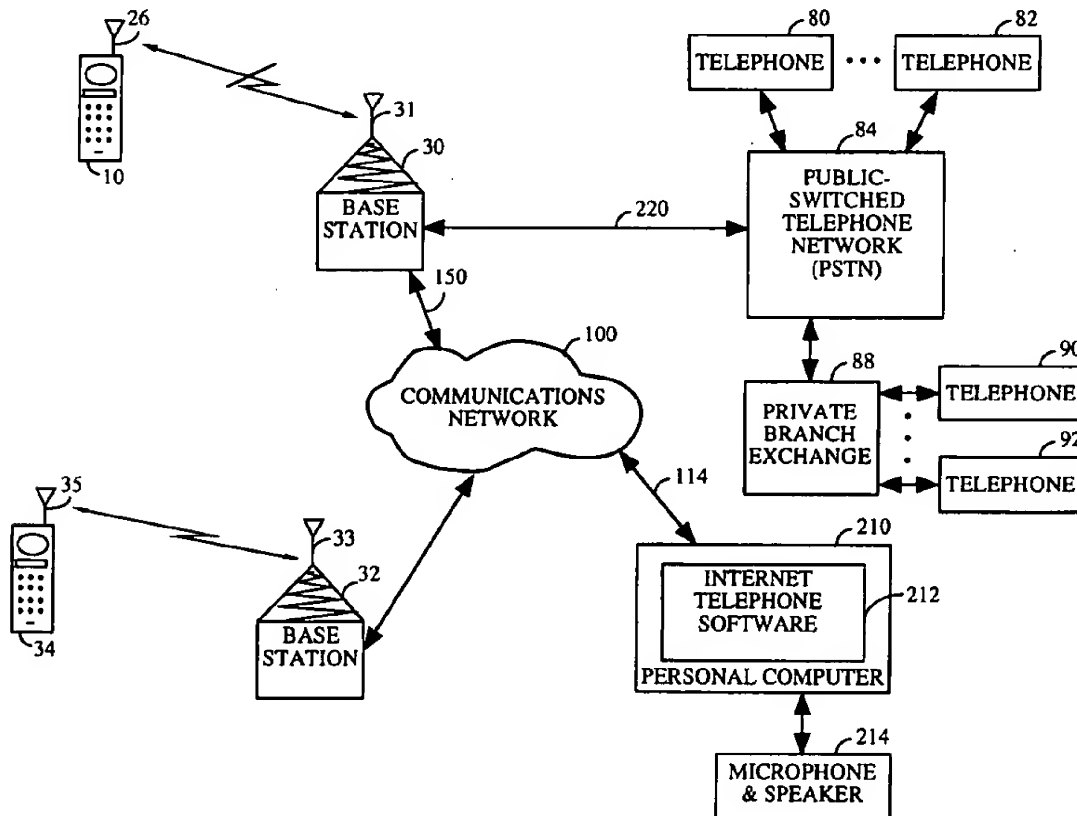 26
10
31
30
BASE
STATION
220
150
80
TELEPHONE
82
TELEPHONE
84
PUBLIC-
SWITCHED
TELEPHONE
NETWORK
(PSTN)
100
COMMUNICATIONS
NETWORK
88
PRIVATE
BRANCH
EXCHANGE
90
TELEPHONE
92
TELEPHONE
114
35
34
33
32
BASE
STATION
210
INTERNET
TELEPHONE
SOFTWARE
212
PERSONAL COMPUTER
214
MICROPHONE
& SPEAKER